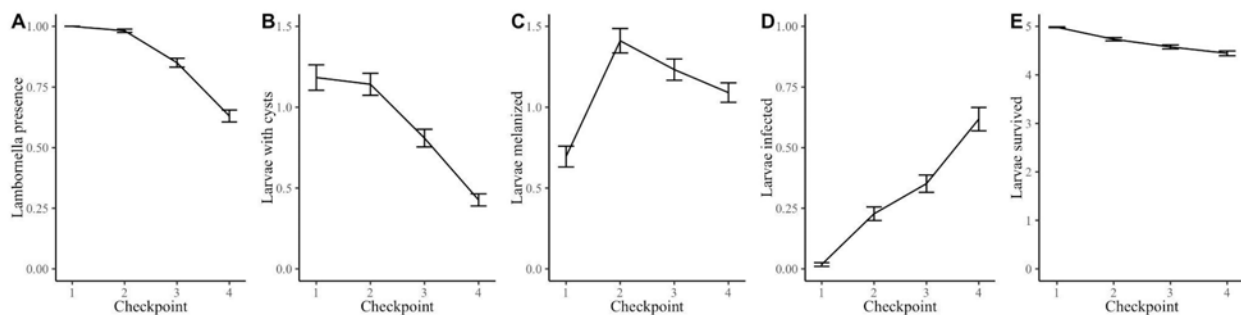 A
Lambornella presence
1.00
0.75
0.50
0.25
0.00
1 2 3 4
Checkpoint
B
Larvae with cysts
1.5
1.0
0.5
0.0
1 2 3 4
Checkpoint
C
Larvae melanized
1.5
1.0
0.5
0.0
1 2 3 4
Checkpoint
D
Larvae infected
1.00
0.75
0.50
0.25
0.00
1 2 3 4
Checkpoint
E
Larvae survived
5
4
3
2
1
0
1 2 3 4
Checkpoint